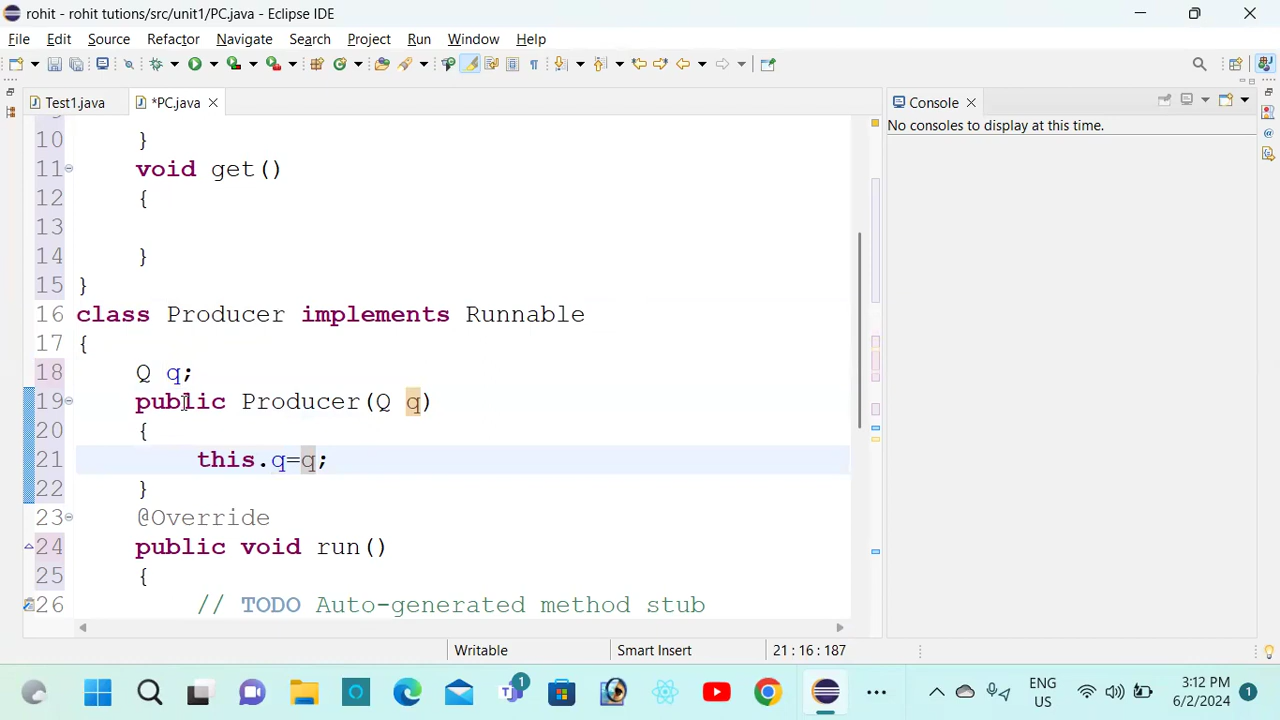 rohit - rohit tutions/src/unit1/PC.java - Eclipse IDE
File Edit Source Refactor Navigate Search Project Run Window Help
Test1.java *PC.java
Console
No consoles to display at this time.
10 }
11 void get()
12 {
13
14 }
15 }
16 class Producer implements Runnable
17 {
18 Q q;
19 public Producer(Q q)
20 {
21 this.q=q;
22 }
23 @Override
24 public void run()
25 {
26 // TODO Auto-generated method stub
Writable Smart Insert 21 : 16 : 187
1
ENG
US
3:12 PM
6/2/2024
1